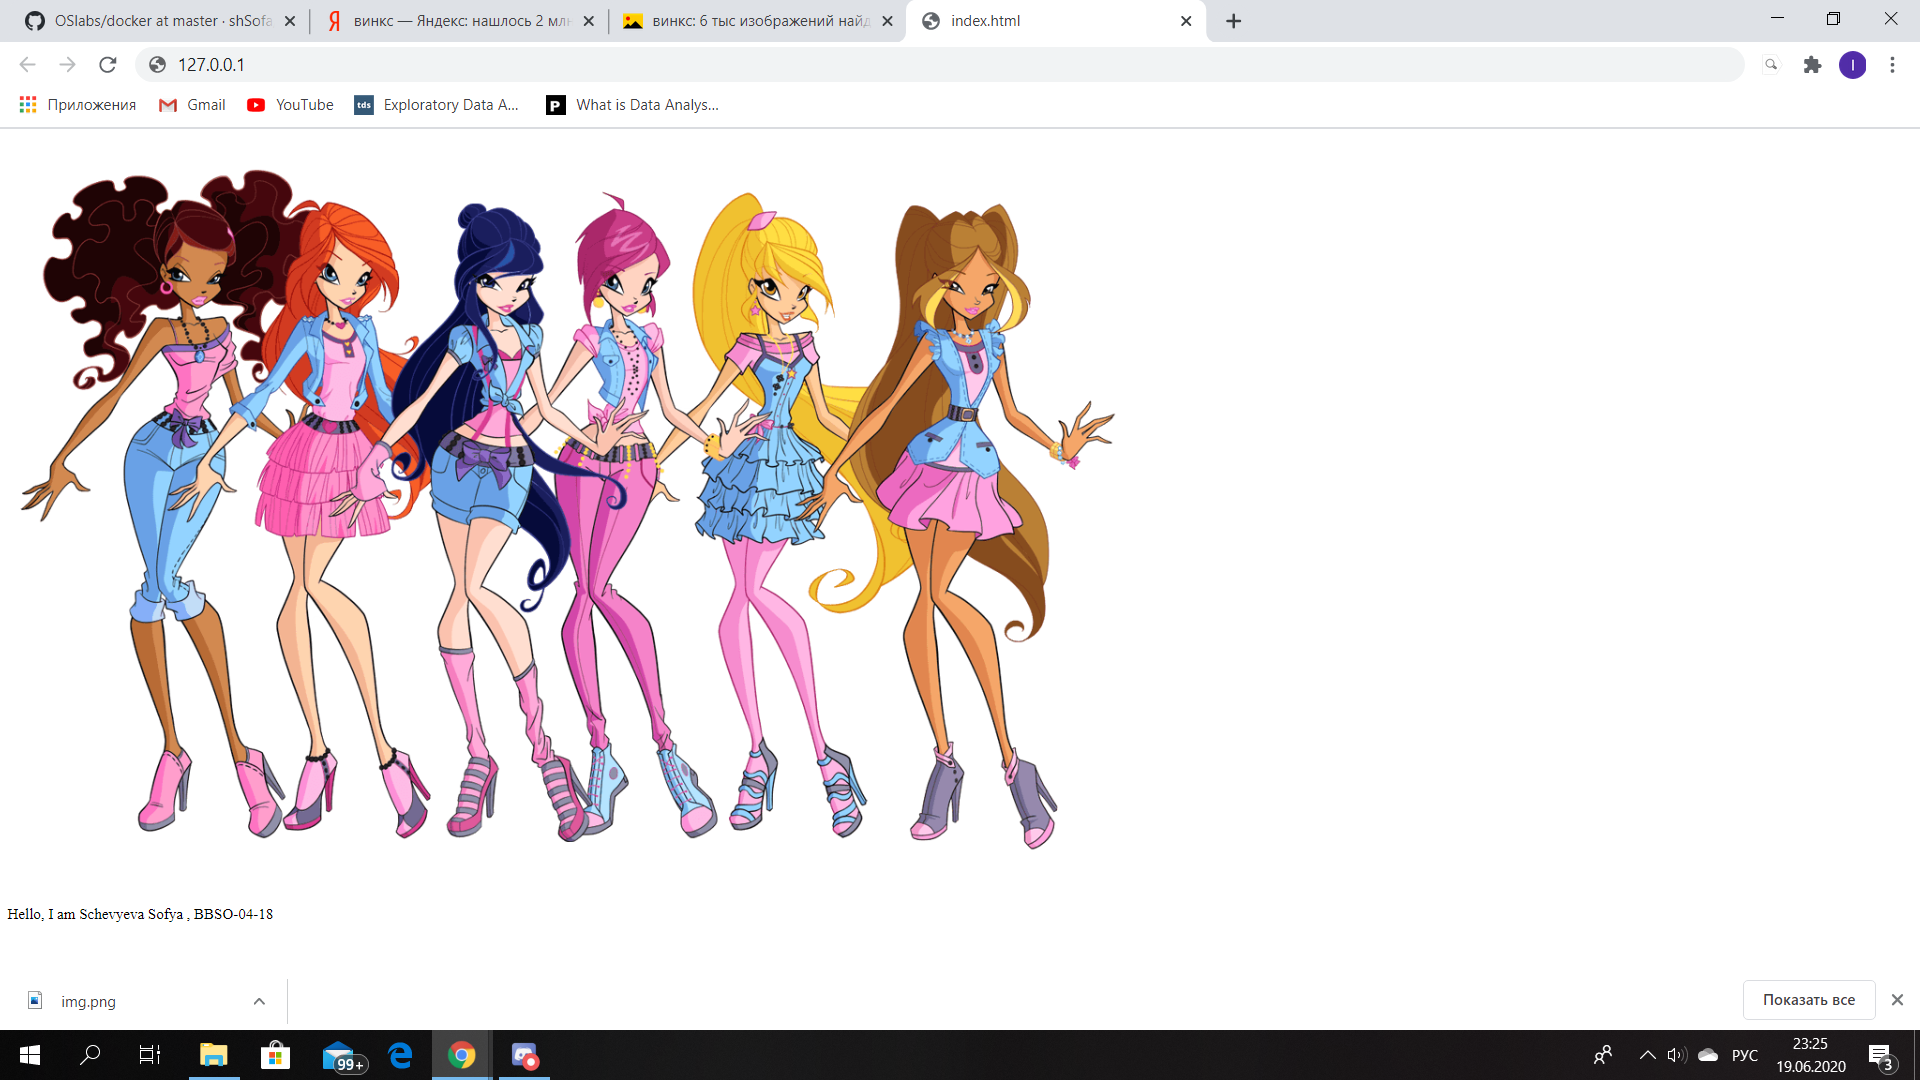 OSlabs/docker at master · shSofa
винкс — Яндекс: нашлось 2 млн
винкс: 6 тыс изображений найд
index.html
127.0.0.1
I
Приложения
Gmail
YouTube
tds
Exploratory Data A...
P
What is Data Analys...
Hello, I am Schevyeva Sofya , BBSO-04-18
img.png
Показать все
99+
РУС
23:25
19.06.2020
3